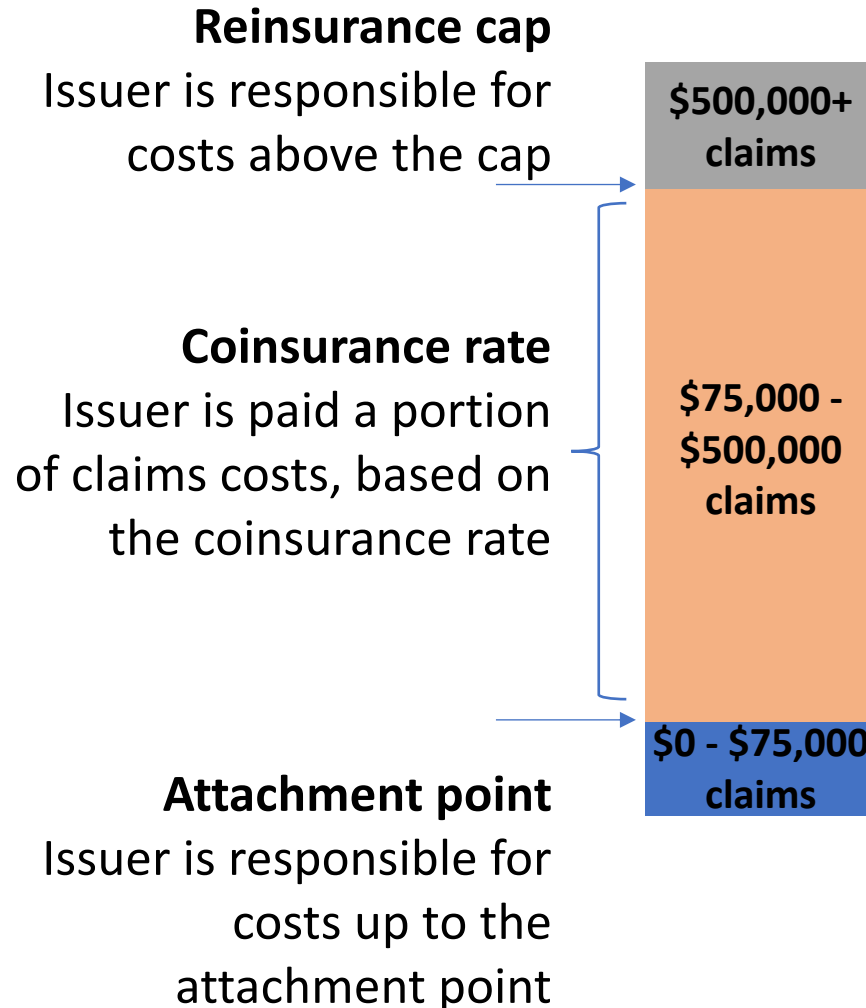 Reinsurance cap
Issuer is responsible for
costs above the cap
$500,000+
claims
Coinsurance rate
Issuer is paid a portion
of claims costs, based on
the coinsurance rate
$75,000 -
$500,000
claims
$0 - $75,000
claims
Attachment point
Issuer is responsible for
costs up to the
attachment point